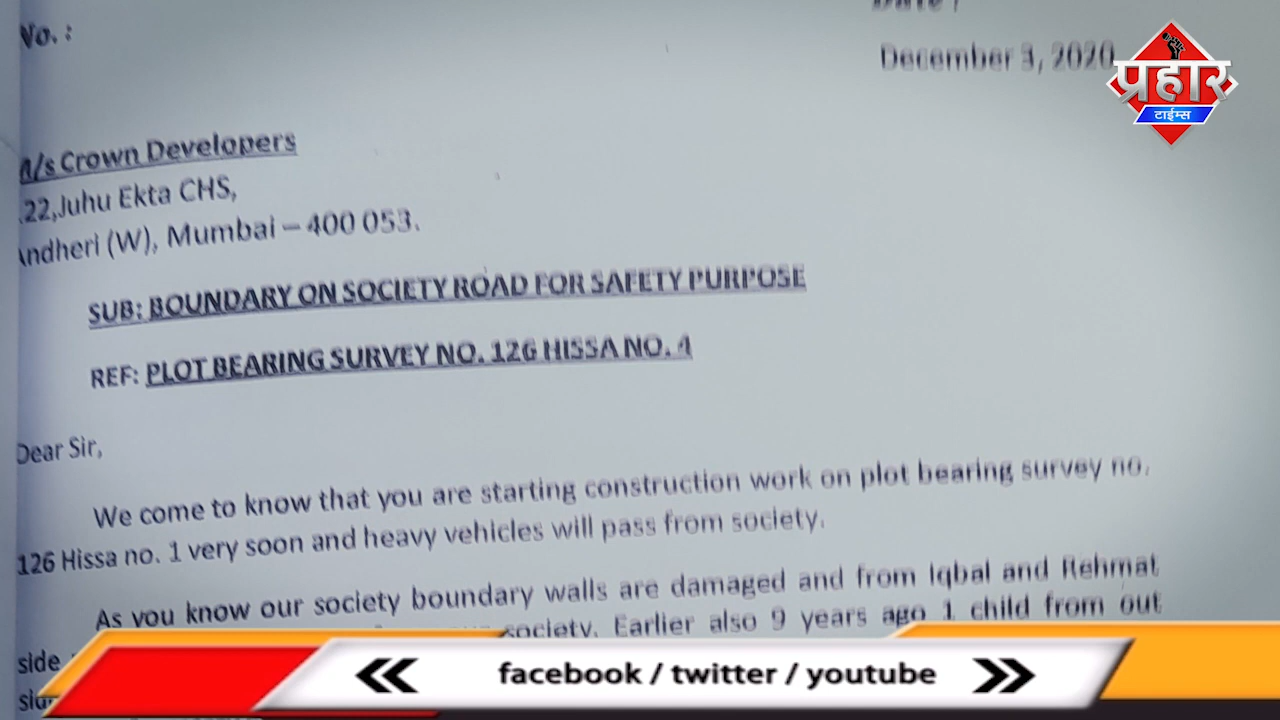 No. :
Date :
December 3, 2020
प्रहार
टाईम्स
M/s Crown Developers
22,Juhu Ekta CHS,
Andheri (W), Mumbai – 400 053.
SUB: BOUNDARY ON SOCIETY ROAD FOR SAFETY PURPOSE
REF: PLOT BEARING SURVEY NO. 126 HISSA NO. 4
Dear Sir,
We come to know that you are starting construction work on plot bearing survey no.
126 Hissa no. 1 very soon and heavy vehicles will pass from society.
As you know our society boundary walls are damaged and from Iqbal and Rehmat
society. Earlier also 9 years ago 1 child from out
side
facebook / twitter / youtube